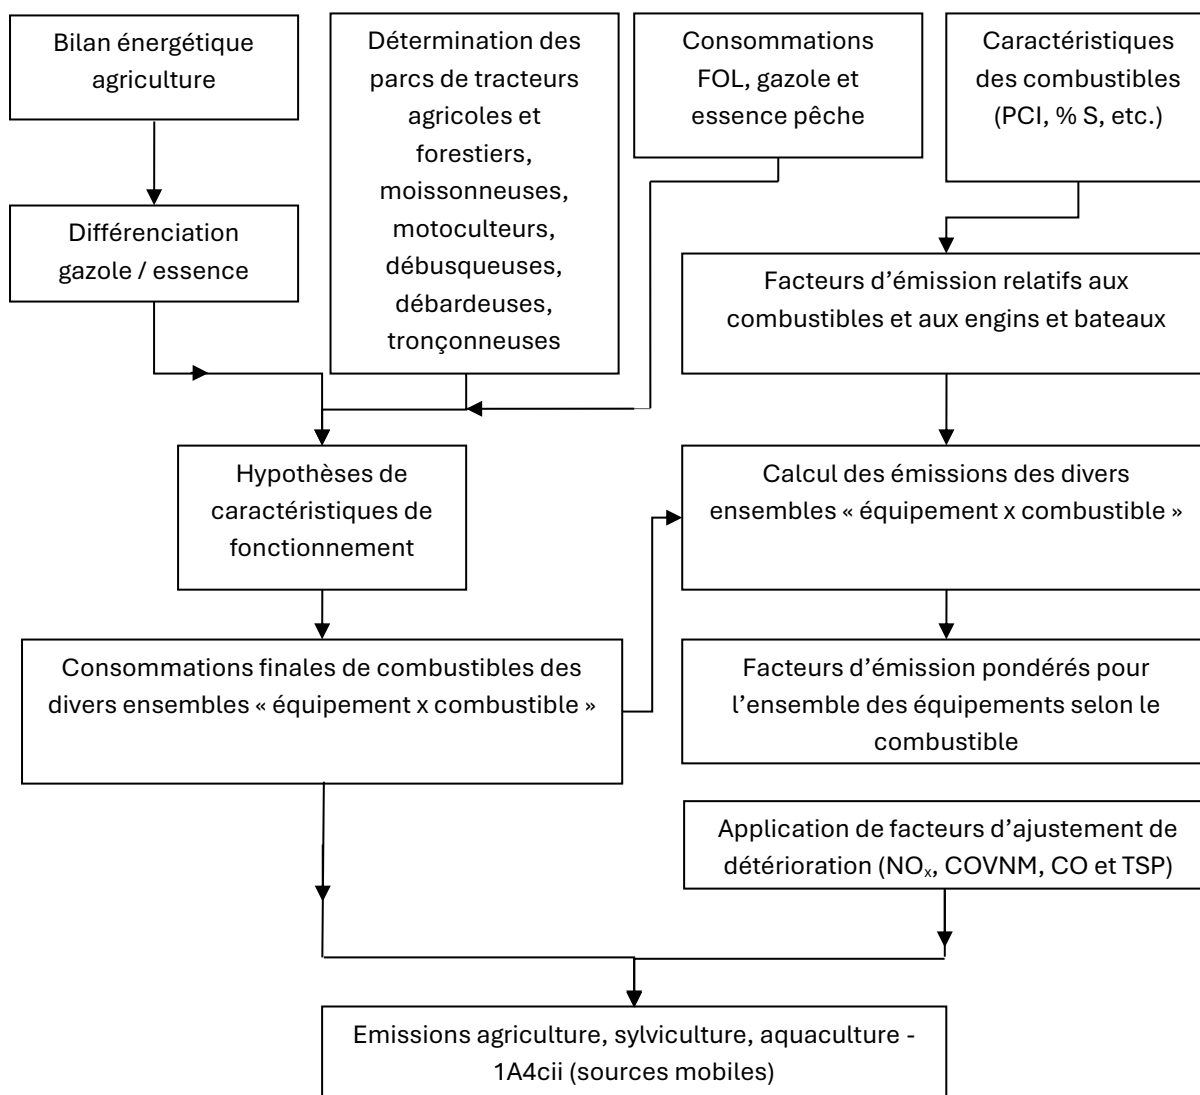 Bilan énergétique
agriculture
Détermination des
parcs de tracteurs
agricoles et
forestiers,
moissonneuses,
motoculteurs,
débusqueuses,
débardeuses,
tronçonneuses
Consommations
FOL, gazole et
essence pêche
Caractéristiques
des combustibles
(PCI, % S, etc.)
Différenciation
gazole / essence
Facteurs d’émission relatifs aux
combustibles et aux engins et bateaux
Hypothèses de
caractéristiques de
fonctionnement
Calcul des émissions des divers
ensembles « équipement x combustible »
Consommations finales de combustibles des
divers ensembles « équipement x combustible »
Facteurs d’émission pondérés pour
l’ensemble des équipements selon le
combustible
Application de facteurs d’ajustement de
détérioration (NOₓ, COVNM, CO et TSP)
Emissions agriculture, sylviculture, aquaculture -
1A4cii (sources mobiles)